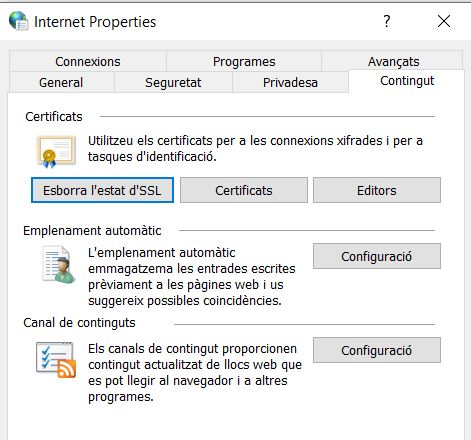 Internet Properties
?
Connexions Programes Avançats
General Seguretat Privadesa Contingut
Certificats
Utilitzeu els certificats per a les connexions xifrades i per a
tasques d'identificació.
Esborra l'estat d'SSL Certificats Editors
Emplenament automàtic
L'emplenament automàtic
emmagatzema les entrades escrites
prèviament a les pàgines web i us
suggereix possibles coincidències.
Configuració
Canal de continguts
Els canals de contingut proporcionen
contingut actualitzat de llocs web que
es pot llegir al navegador i a altres
programes.
Configuració